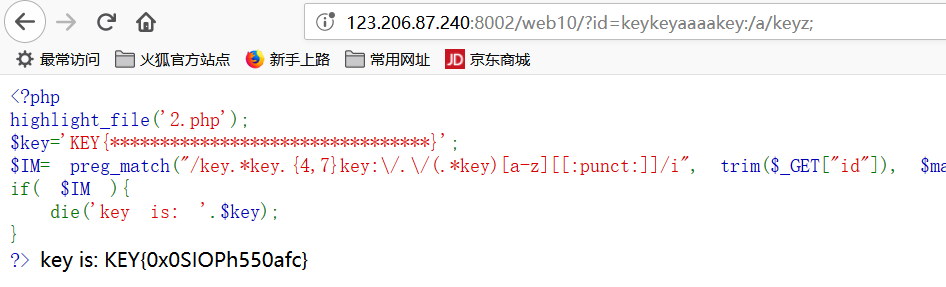 123.206.87.240:8002/web10/?id=keykeyaaaakey:/a/keyz;
最常访问 火狐官方站点 新手上路 常用网址 JD 京东商城
<?php
highlight_file('2.php');
$key='KEY{********************************}';
$IM= preg_match("/key.*key.{4,7}key:\/.\/(.*key)[a-z][[:punct:]]/i", trim($_GET["id"]), $ma
if( $IM ){
die('key is: '.$key);
}
?> key is: KEY{0x0SIOPh550afc}